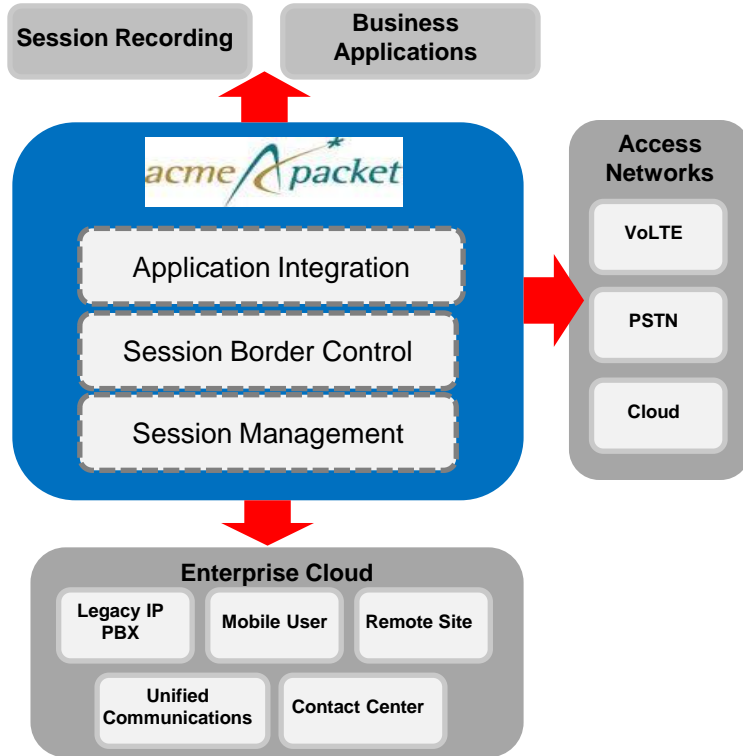 Session Recording
Business
Applications
acme packet
Application Integration
Session Border Control
Session Management
Access
Networks
VoLTE
PSTN
Cloud
Enterprise Cloud
Legacy IP
PBX
Mobile User
Remote Site
Unified
Communications
Contact Center